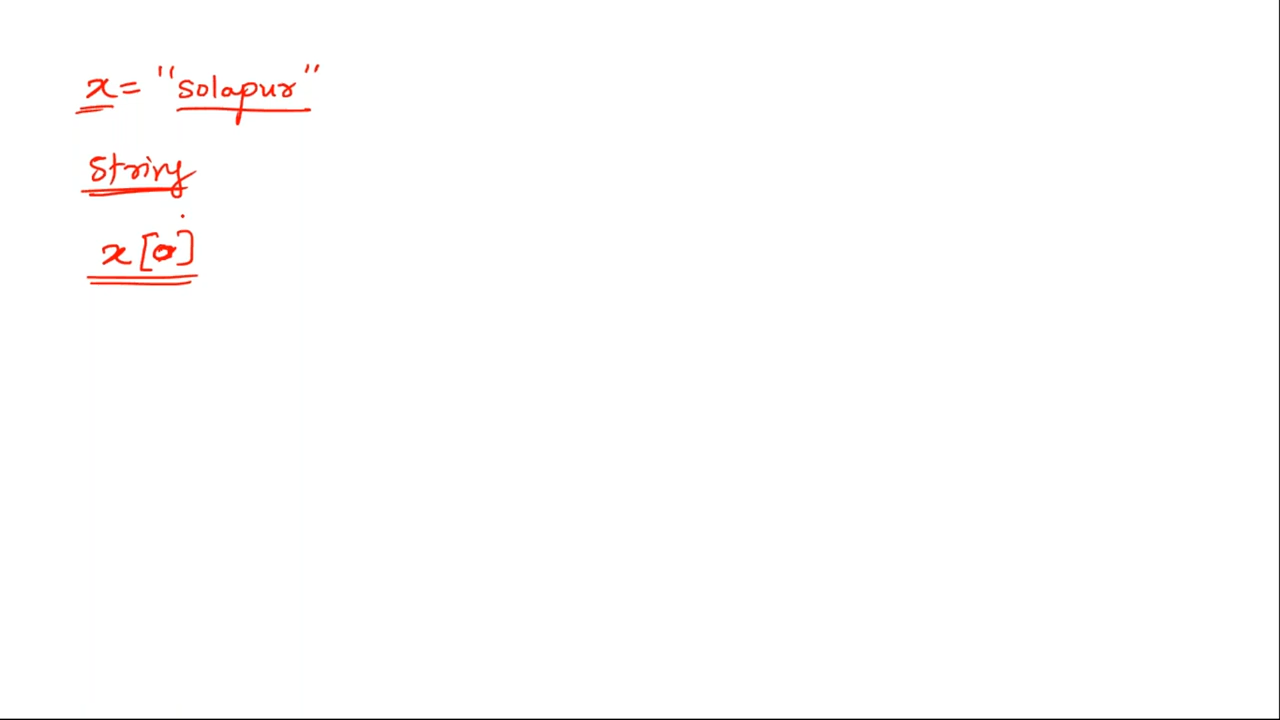 x = "solapur"
String
x[0]